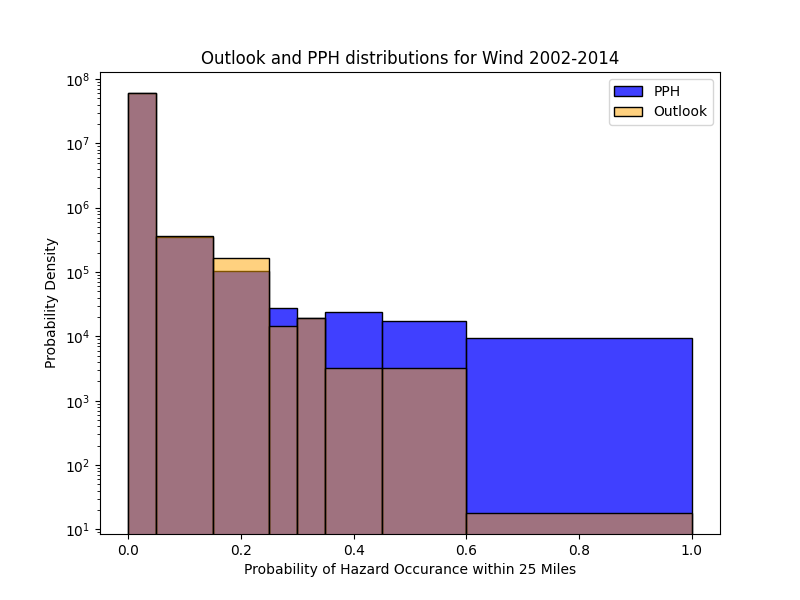 Outlook and PPH distributions for Wind 2002-2014
PPH
Outlook
Probability Density
10⁸
10⁷
10⁶
10⁵
10⁴
10³
10²
10¹
0.0 0.2 0.4 0.6 0.8 1.0
Probability of Hazard Occurance within 25 Miles